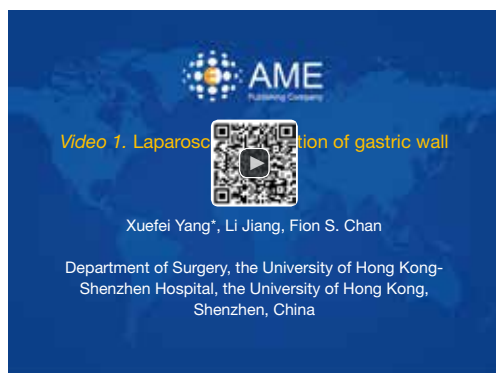 AME
Publishing Company
Video 1. Laparosc tion of gastric wall
Xuefei Yang*, Li Jiang, Fion S. Chan
Department of Surgery, the University of Hong Kong-
Shenzhen Hospital, the University of Hong Kong,
Shenzhen, China